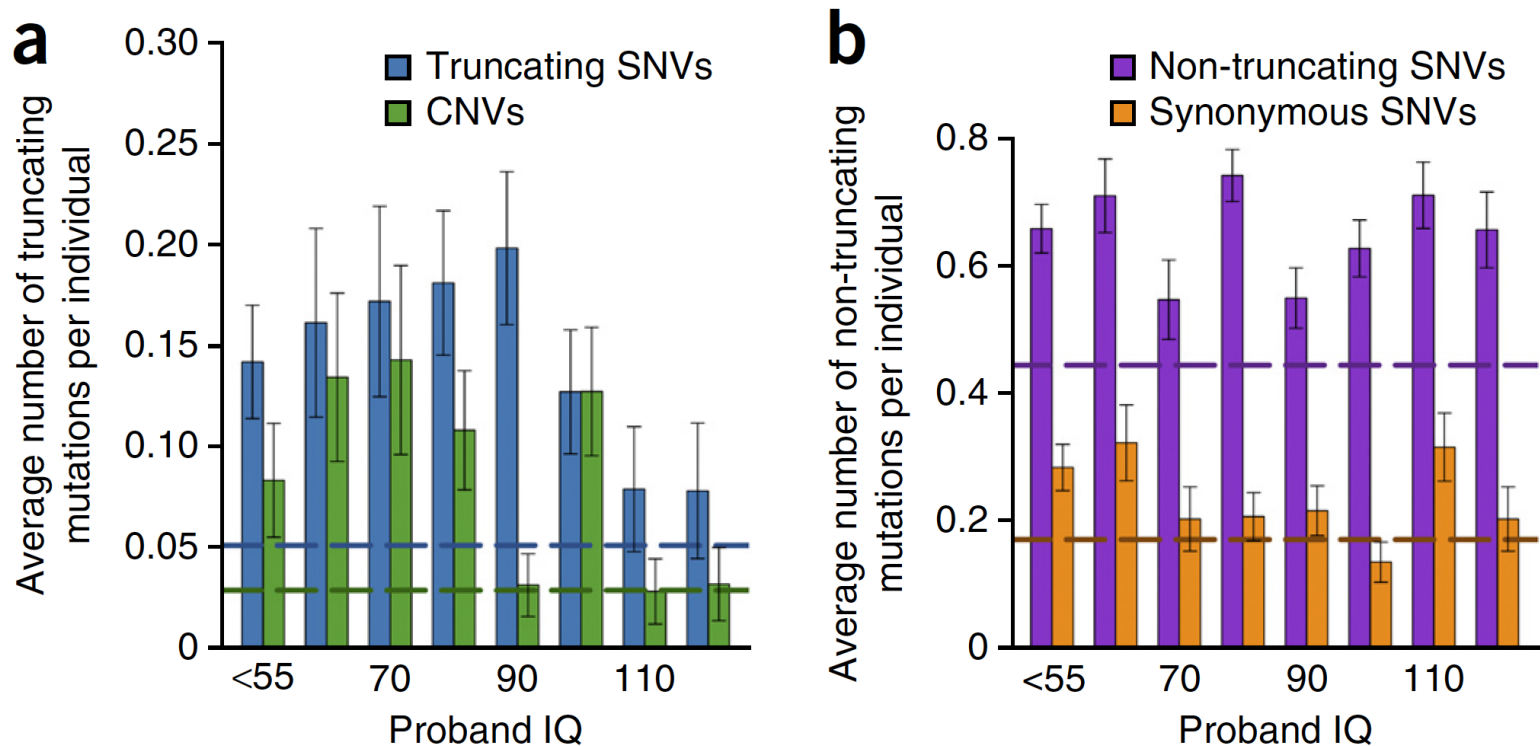 a
Truncating SNVs
CNVs
Average number of truncating
mutations per individual
0.30
0.25
0.20
0.15
0.10
0.05
0
<55 70 90 110
Proband IQ
b
Non-truncating SNVs
Synonymous SNVs
Average number of non-truncating
mutations per individual
0.8
0.6
0.4
0.2
0
<55 70 90 110
Proband IQ